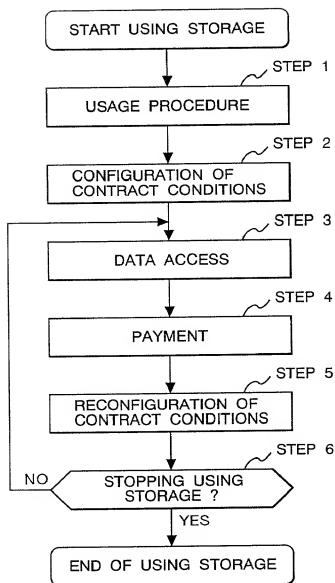 START USING STORAGE
STEP 1
USAGE PROCEDURE
STEP 2
CONFIGURATION OF
CONTRACT CONDITIONS
STEP 3
DATA ACCESS
STEP 4
PAYMENT
STEP 5
RECONFIGURATION OF
CONTRACT CONDITIONS
STEP 6
NO
STOPPING USING
STORAGE ?
YES
END OF USING STORAGE